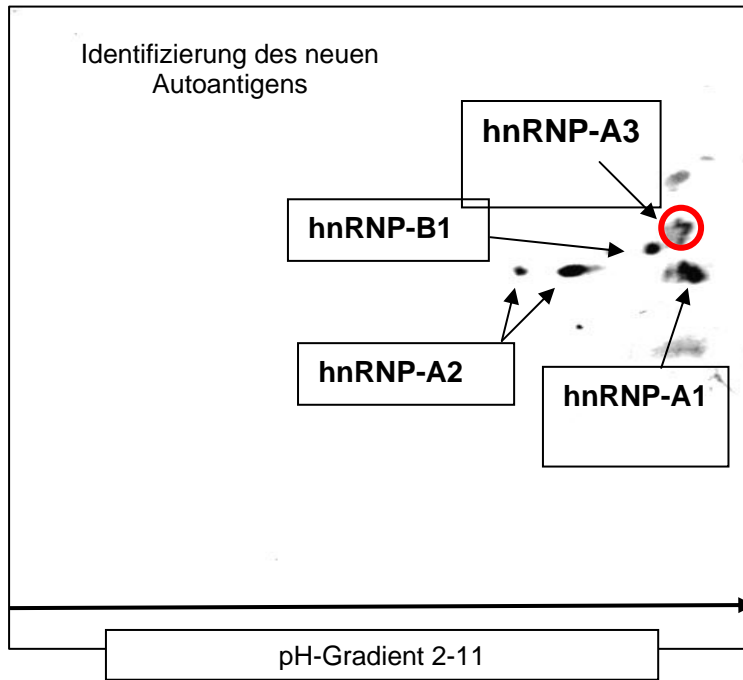 Identifizierung des neuen
Autoantigens
hnRNP-A3
hnRNP-B1
hnRNP-A2
hnRNP-A1
pH-Gradient 2-11